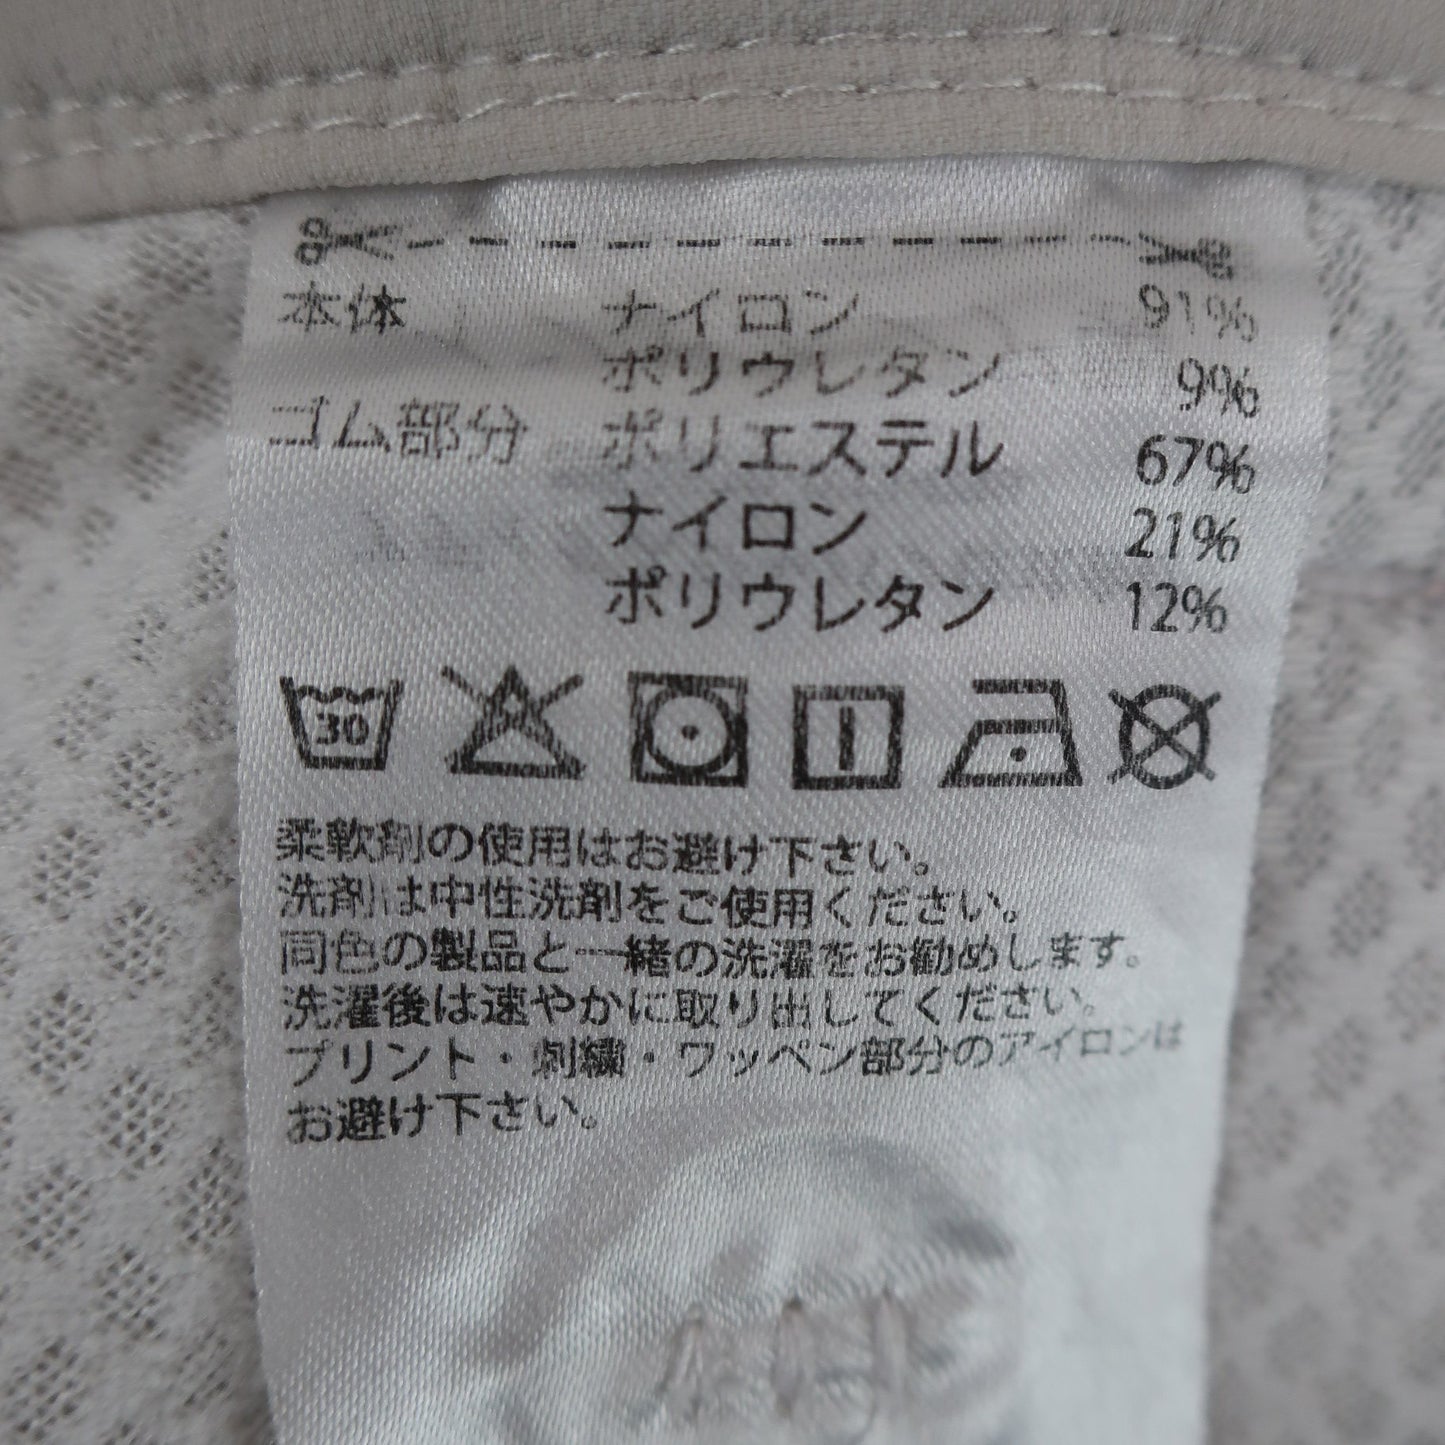 本体 ナイロン 91%
ポリウレタン 9%
ゴム部分 ポリエステル 67%
ナイロン 21%
ポリウレタン 12%
30
柔軟剤の使用はお避け下さい。
洗剤は中性洗剤をご使用ください。
同色の製品と一緒の洗濯をお勧めします。
洗濯後は速やかに取り出してください。
プリント・刺繍・ワッペン部分のアイロンは
お避け下さい。